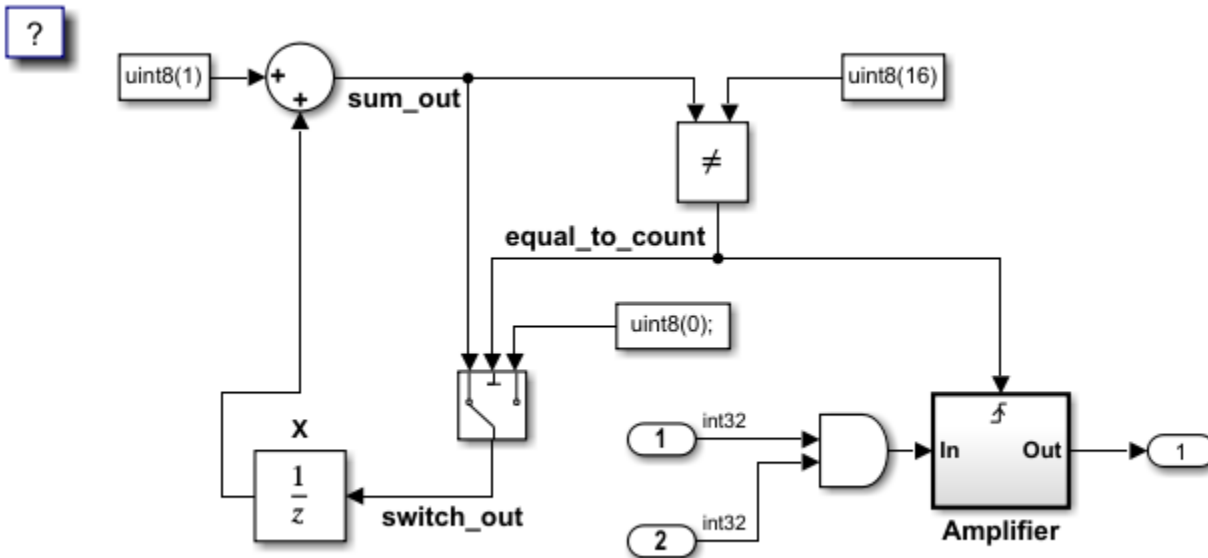 ?
uint8(1)
+
+
sum_out
uint8(16)
≠
equal_to_count
uint8(0);
X
1
z
switch_out
1
int32
2
int32
In
Out
Amplifier
1